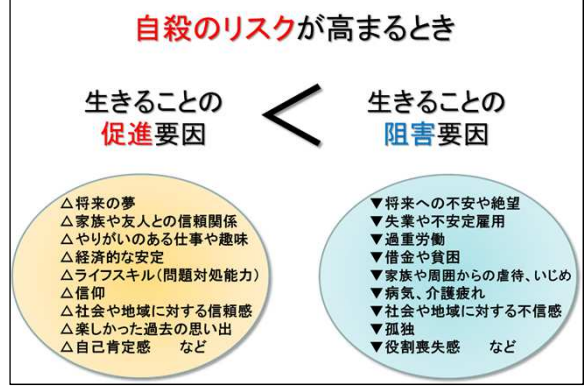 自殺のリスクが高まるとき
生きることの
促進要因
<
生きることの
阻害要因
△将来の夢
△家族や友人との信頼関係
△やりがいのある仕事や趣味
△経済的な安定
△ライフスキル（問題対処能力）
△信仰
△社会や地域に対する信頼感
△楽しかった過去の思い出
△自己肯定感　など
▼将来への不安や絶望
▼失業や不安定雇用
▼過重労働
▼借金や貧困
▼家族や周囲からの虐待、いじめ
▼病気、介護疲れ
▼社会や地域に対する不信感
▼孤独
▼役割喪失感　など